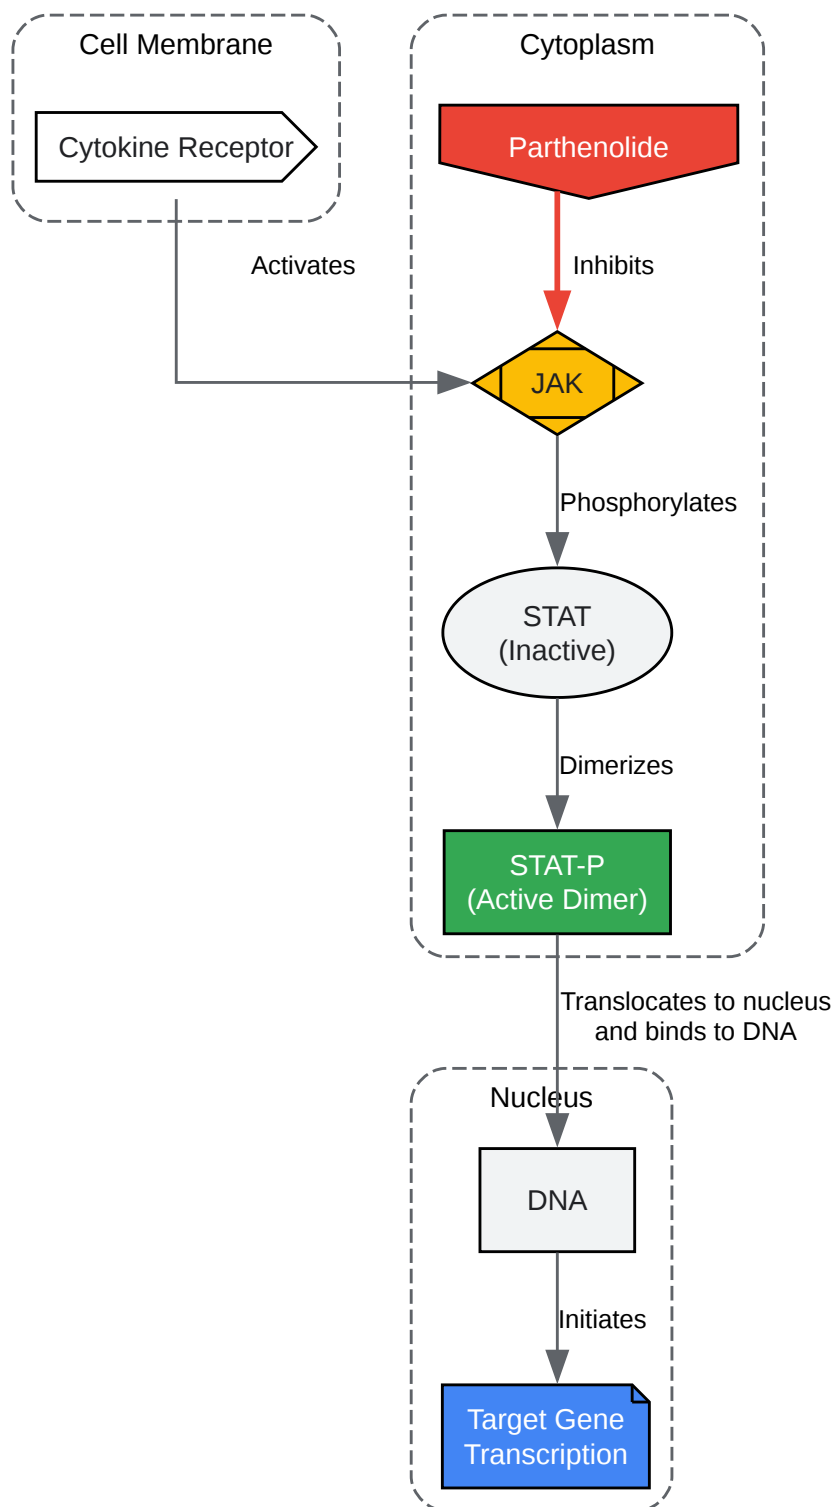 Cell Membrane
Cytoplasm
Cytokine Receptor
Parthenolide
Activates
Inhibits
JAK
Phosphorylates
STAT
(Inactive)
Dimerizes
STAT-P
(Active Dimer)
Translocates to nucleus
and binds to DNA
Nucleus
DNA
Initiates
Target Gene
Transcription